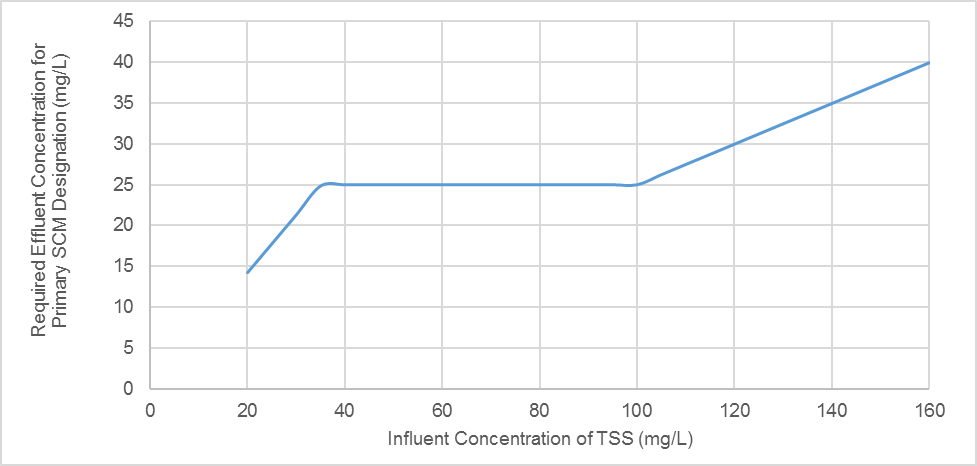 Required Effluent Concentration for
Primary SCM Designation (mg/L)
45
40
35
30
25
20
15
10
5
0
0 20 40 60 80 100 120 140 160
Influent Concentration of TSS (mg/L)